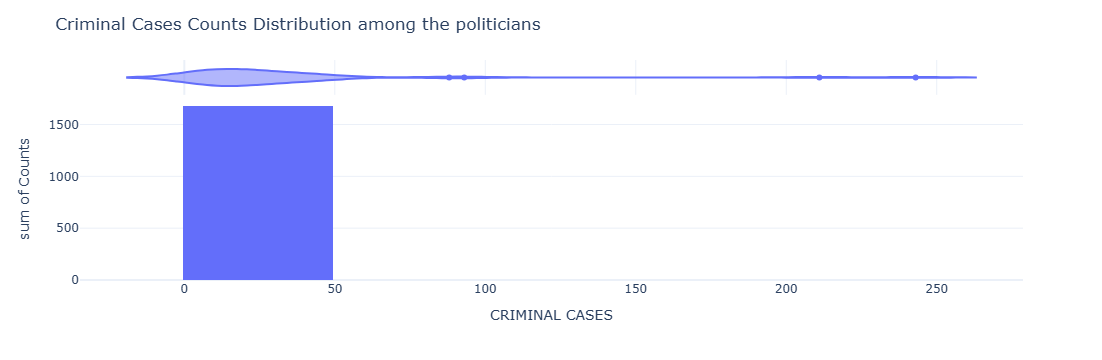 Criminal Cases Counts Distribution among the politicians
1500
1000
500
0
sum of Counts
0 50 100 150 200 250
CRIMINAL CASES